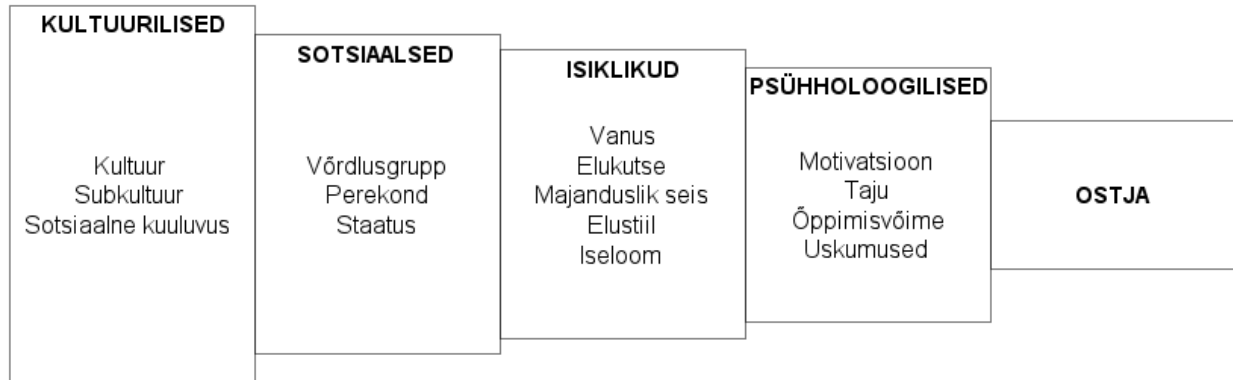 KULTUURILISED
Kultuur
Subkultuur
Sotsiaalne kuuluvus
SOTSIAALSED
Võrdlusgrupp
Perekond
Staatus
ISIKLIKUD
Vanus
Elukutse
Majanduslik seis
Elustiil
Iseloom
PSÜHHOLOOGILISED
Motivatsioon
Taju
Õppimisvõime
Uskumused
OSTJA